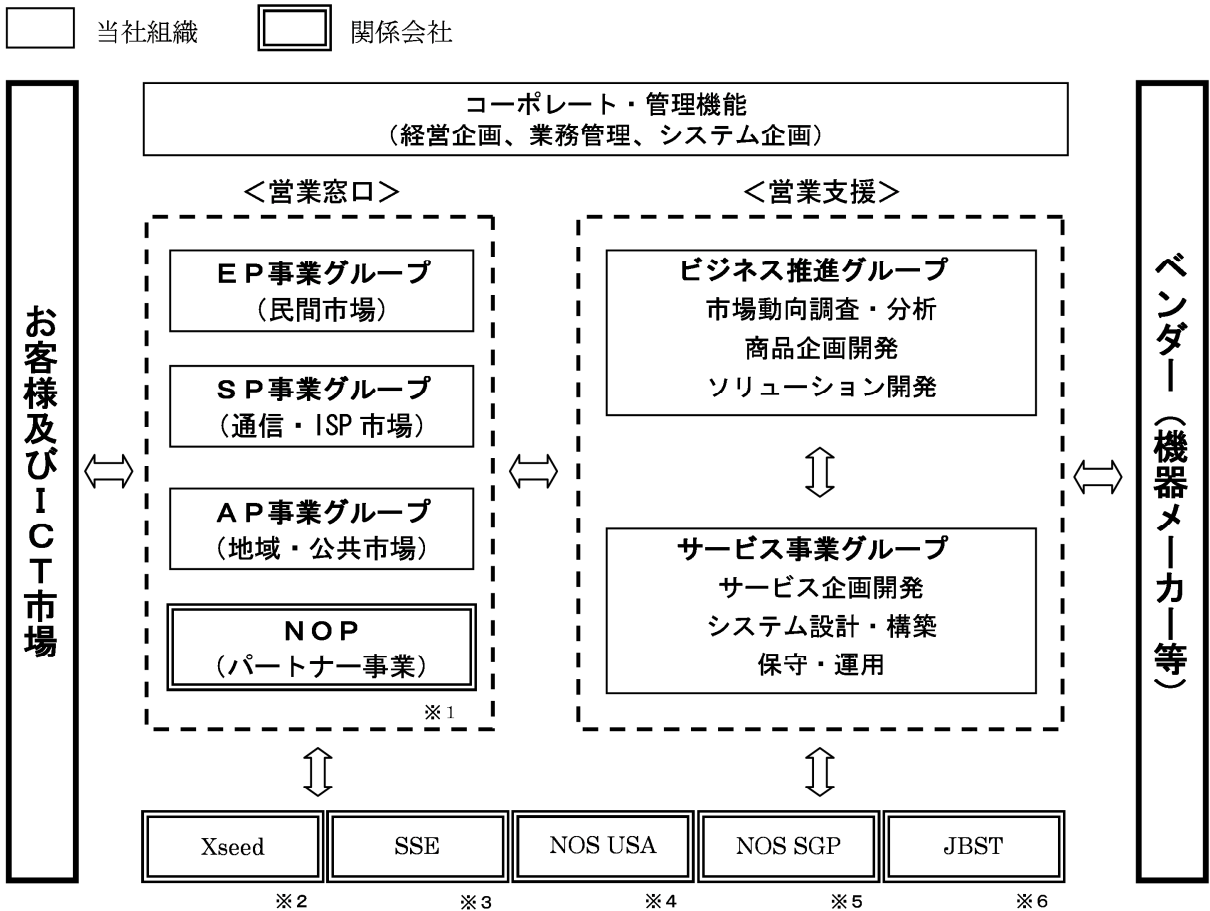 当社組織
関係会社
お客様及びICT市場
コーポレート・管理機能
（経営企画、業務管理、システム企画）
＜営業窓口＞
ＥＰ事業グループ
（民間市場）
ＳＰ事業グループ
（通信・ISP市場）
ＡＰ事業グループ
（地域・公共市場）
ＮＯＰ
（パートナー事業）
※1
＜営業支援＞
ビジネス推進グループ
市場動向調査・分析
商品企画開発
ソリューション開発
サービス事業グループ
サービス企画開発
システム設計・構築
保守・運用
ベンダー（機器メーカー等）
Xseed
SSE
NOS USA
NOS SGP
JBST
※2
※3
※4
※5
※6